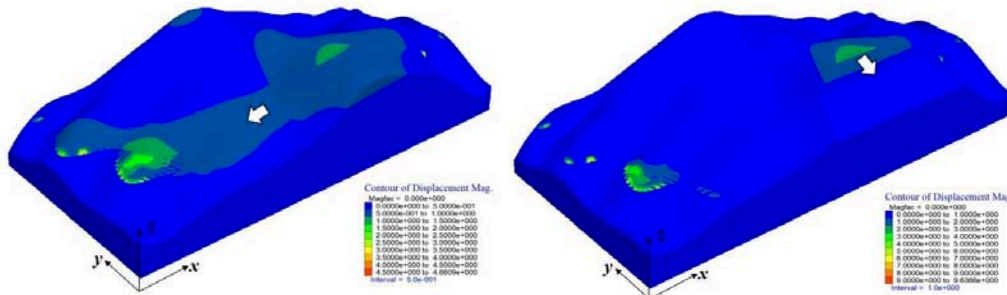 Contour of Displacement Mag.
Magfac = 0.000e+000
0.0000e+000 to 5.0000e-001
5.0000e-001 to 1.0000e+000
1.0000e+000 to 1.5000e+000
1.5000e+000 to 2.0000e+000
2.0000e+000 to 2.5000e+000
2.5000e+000 to 3.0000e+000
3.0000e+000 to 3.5000e+000
3.5000e+000 to 4.0000e+000
4.0000e+000 to 4.5000e+000
4.5000e+000 to 4.8609e+000
Interval = 5.0e-001
z
y
x
Contour of Displacement Mag.
Magfac = 0.000e+000
0.0000e+000 to 1.0000e+000
1.0000e+000 to 2.0000e+000
2.0000e+000 to 3.0000e+000
3.0000e+000 to 4.0000e+000
4.0000e+000 to 5.0000e+000
5.0000e+000 to 6.0000e+000
6.0000e+000 to 7.0000e+000
7.0000e+000 to 8.0000e+000
8.0000e+000 to 9.0000e+000
9.0000e+000 to 9.6366e+000
Interval = 1.0e+000
z
y
x